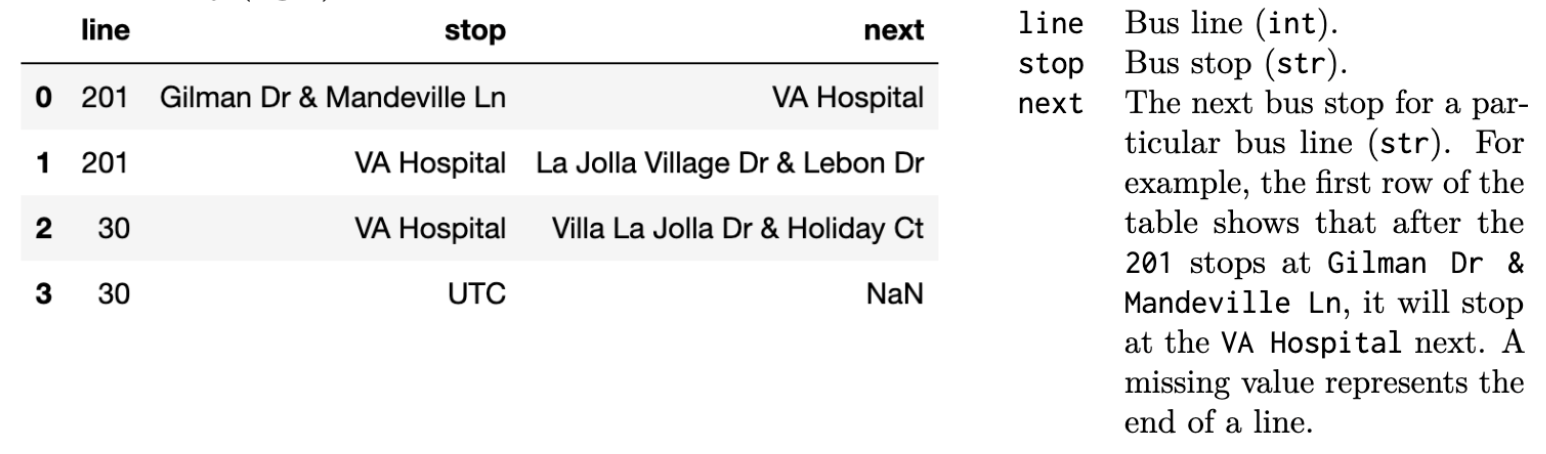 line stop next
0 201 Gilman Dr & Mandeville Ln VA Hospital
1 201 VA Hospital La Jolla Village Dr & Lebon Dr
2 30 VA Hospital Villa La Jolla Dr & Holiday Ct
3 30 UTC NaN
line Bus line (int).
stop Bus stop (str).
next The next bus stop for a par-
ticular bus line (str). For
example, the first row of the
table shows that after the
201 stops at Gilman Dr &
Mandeville Ln, it will stop
at the VA Hospital next. A
missing value represents the
end of a line.